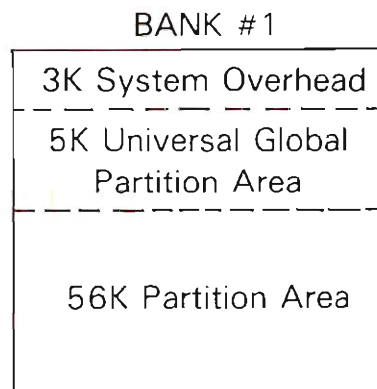 BANK #1
3K System Overhead
5K Universal Global
Partition Area
56K Partition Area